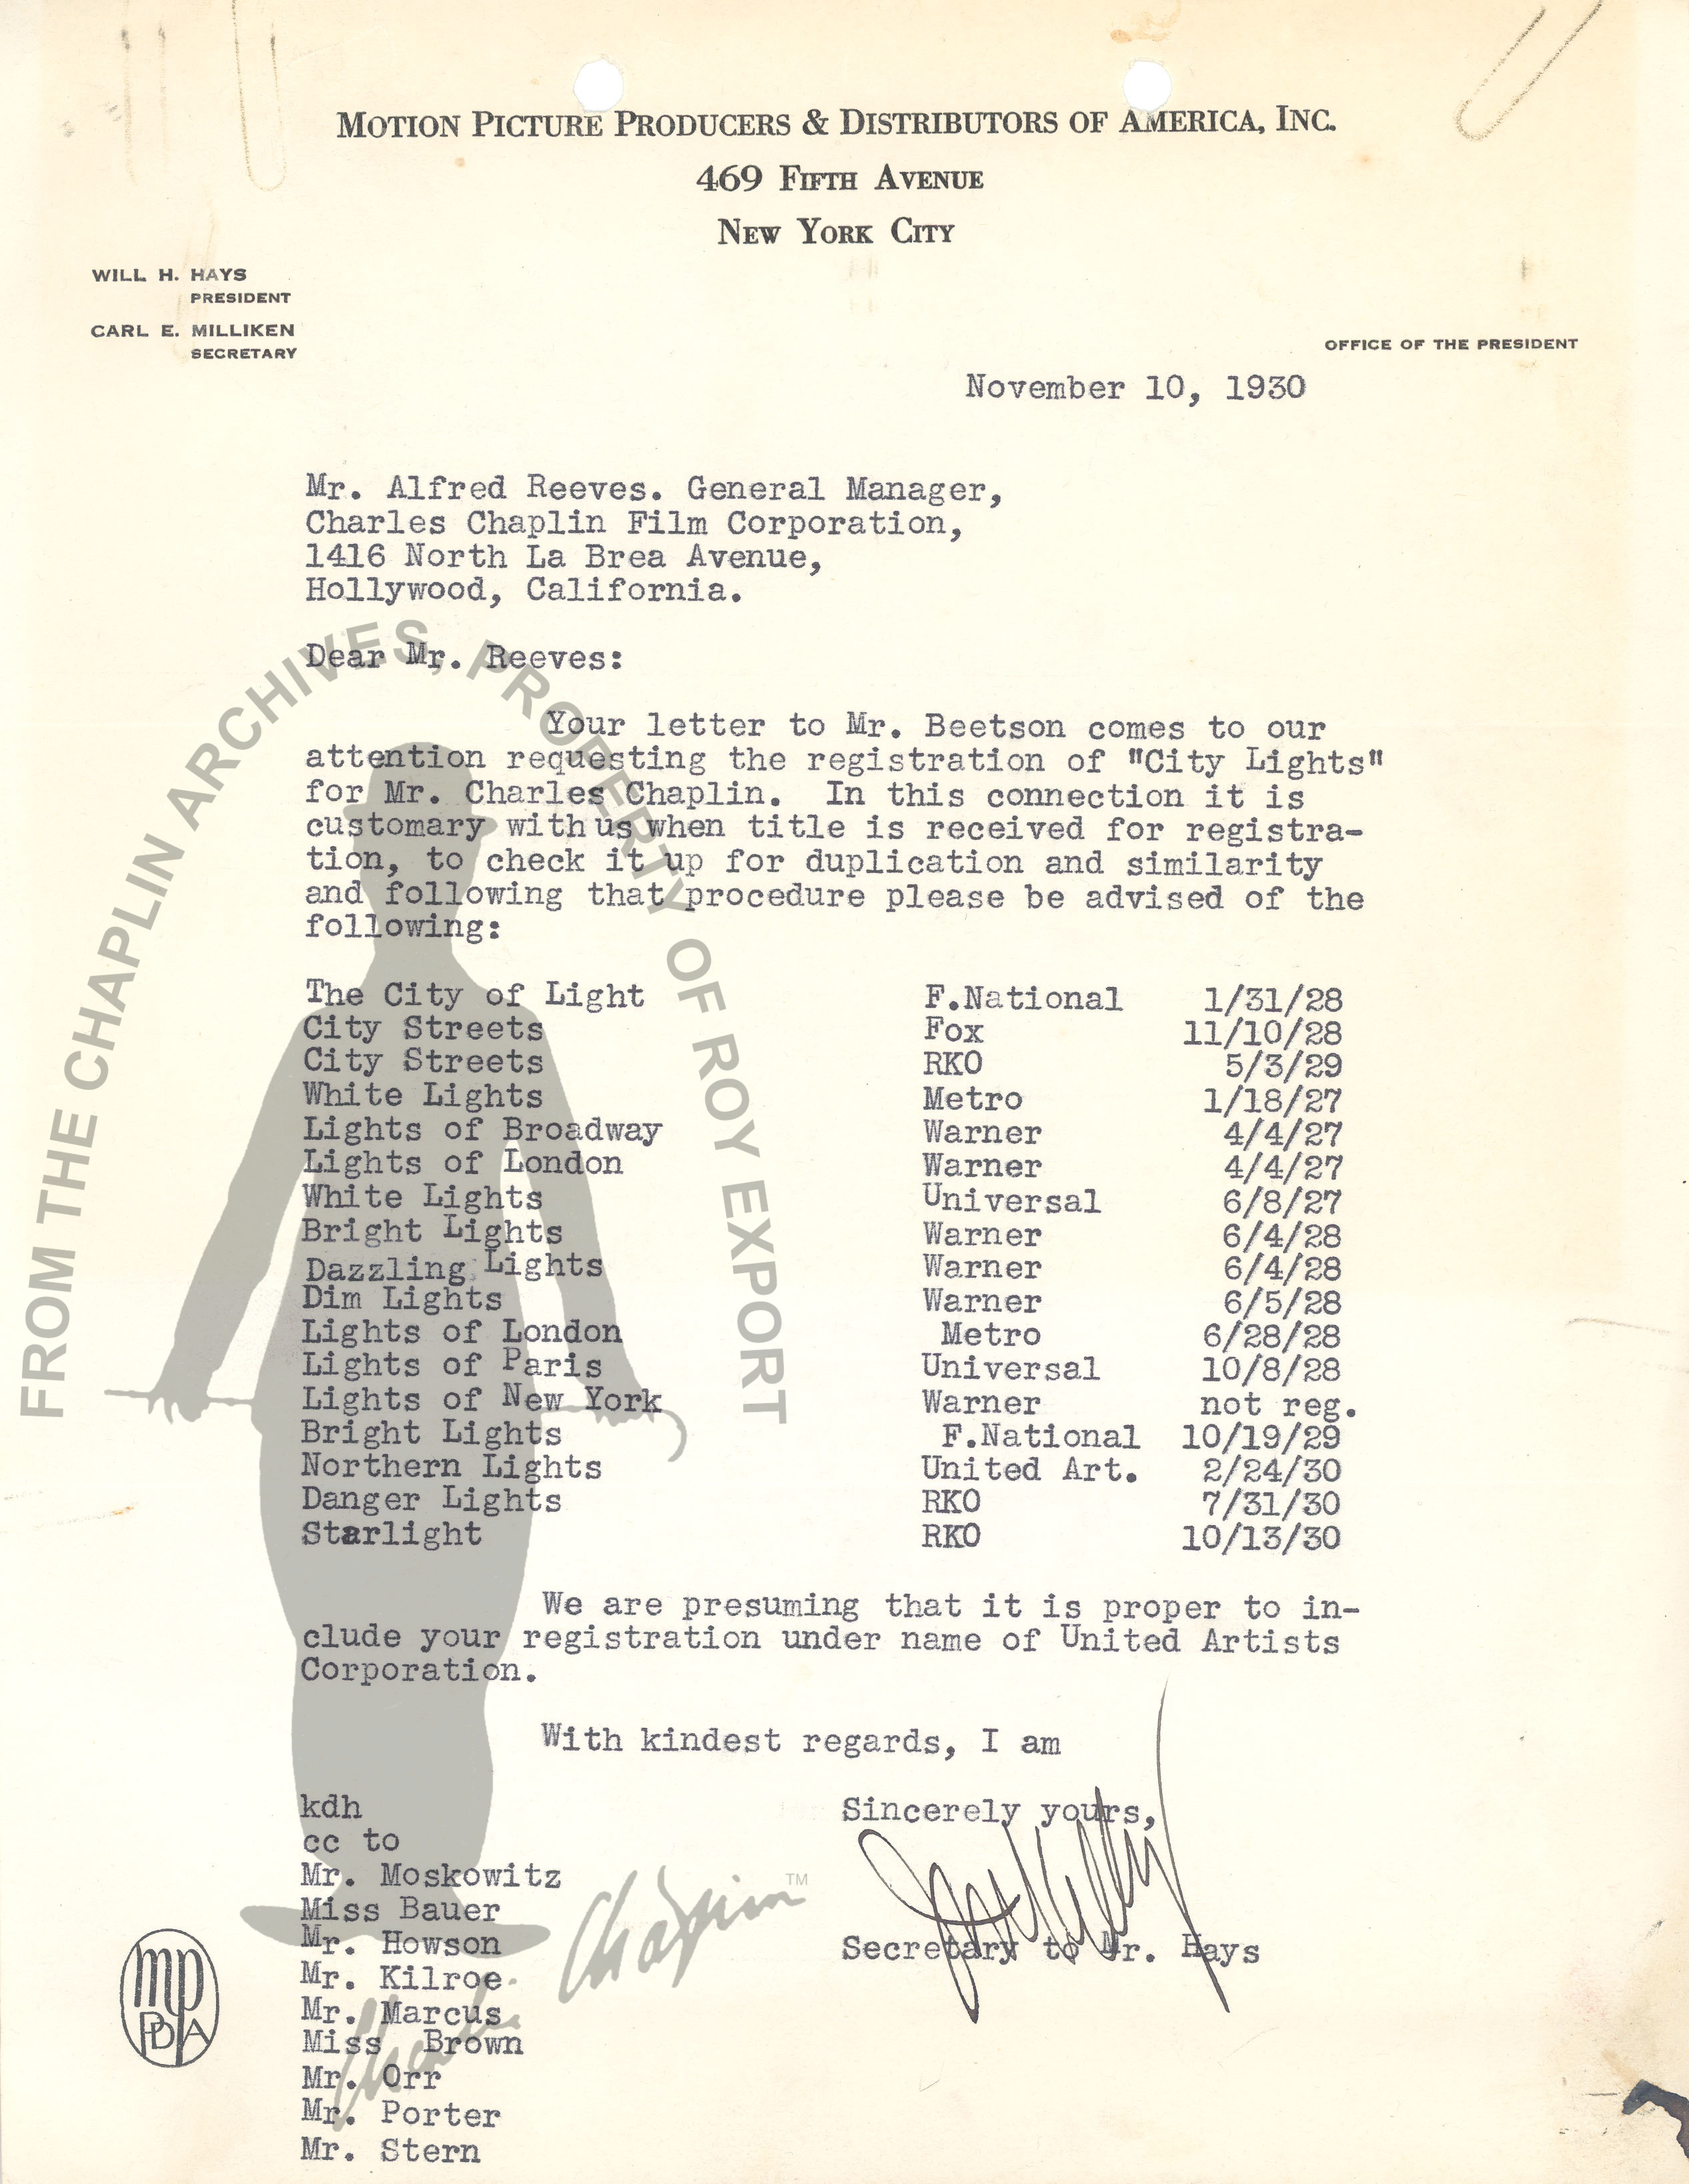 MOTION PICTURE PRODUCERS & DISTRIBUTORS OF AMERICA, INC.
469 FIFTH AVENUE
NEW YORK CITY
WILL H. HAYS
PRESIDENT
CARL E. MILLIKEN
SECRETARY
OFFICE OF THE PRESIDENT
November 10, 1930
Mr. Alfred Reeves. General Manager,
Charles Chaplin Film Corporation,
1416 North La Brea Avenue,
Hollywood, California.
Dear Mr. Reeves:
Your letter to Mr. Beetson comes to our
attention requesting the registration of "City Lights"
for Mr. Charles Chaplin. In this connection it is
customary with us when title is received for registra-
tion, to check it up for duplication and similarity
and following that procedure please be advised of the
following:
The City of Light F.National 1/31/28
City Streets Fox 11/10/28
City Streets RKO 5/3/29
White Lights Metro 1/18/27
Lights of Broadway Warner 4/4/27
Lights of London Warner 4/4/27
White Lights Universal 6/8/27
Bright Lights Warner 6/4/28
Dazzling Lights Warner 6/4/28
Dim Lights Warner 6/5/28
Lights of London Metro 6/28/28
Lights of Paris Universal 10/8/28
Lights of New York Warner not reg.
Bright Lights F.National 10/19/29
Northern Lights United Art. 2/24/30
Danger Lights RKO 7/31/30
Starlight RKO 10/13/30
We are presuming that it is proper to in-
clude your registration under name of United Artists
Corporation.
With kindest regards, I am
Sincerely yours,
Secretary to Mr. Hays
kdh
cc to
Mr. Moskowitz
Miss Bauer
Mr. Howson
Mr. Kilroe
Mr. Marcus
Miss Brown
Mr. Orr
Mr. Porter
Mr. Stern
mp
PDA
FROM THE CHAPLIN ARCHIVES, PROPERTY OF ROY EXPORT
Charlie Chaplin™